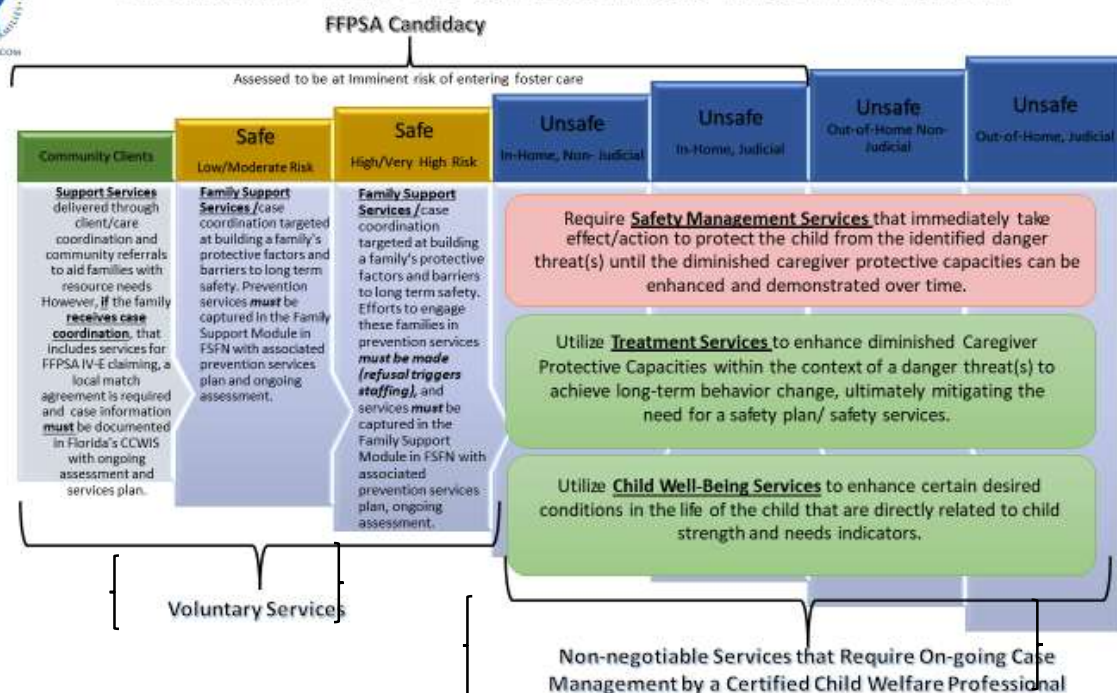 FFPSA Candidacy
Assessed to be at Imminent risk of entering foster care
Community Clients
Support Services
delivered through
client/care
coordination and
community referrals
to aid families with
resource needs
However, if the family
receives case
coordination, that
includes services for
FFPSA IV-E claiming, a
local match
agreement is required
and case information
must be documented
in Florida's CCWIS
with ongoing
assessment and
services plan.
Safe
Low/Moderate Risk
Family Support
Services /case
coordination targeted
at building a family's
protective factors and
barriers to long term
safety. Prevention
services must be
captured in the Family
Support Module in
FSFN with associated
prevention services
plan and ongoing
assessment.
Safe
High/Very High Risk
Family Support
Services /case
coordination
targeted at building
a family's protective
factors and barriers
to long term safety.
Efforts to engage
these families in
prevention services
must be made
(refusal triggers
staffing), and
services must be
captured in the
Family Support
Module in FSFN with
associated
prevention services
plan, ongoing
assessment.
Unsafe
In-Home, Non- Judicial
Unsafe
In-Home, Judicial
Unsafe
Out-of-Home Non-
Judicial
Unsafe
Out-of-Home, Judicial
Require Safety Management Services that immediately take
effect/action to protect the child from the identified danger
threat(s) until the diminished caregiver protective capacities can be
enhanced and demonstrated over time.
Utilize Treatment Services to enhance diminished Caregiver
Protective Capacities within the context of a danger threat(s) to
achieve long-term behavior change, ultimately mitigating the
need for a safety plan/ safety services.
Utilize Child Well-Being Services to enhance certain desired
conditions in the life of the child that are directly related to child
strength and needs indicators.
Voluntary Services
Non-negotiable Services that Require On-going Case
Management by a Certified Child Welfare Professional